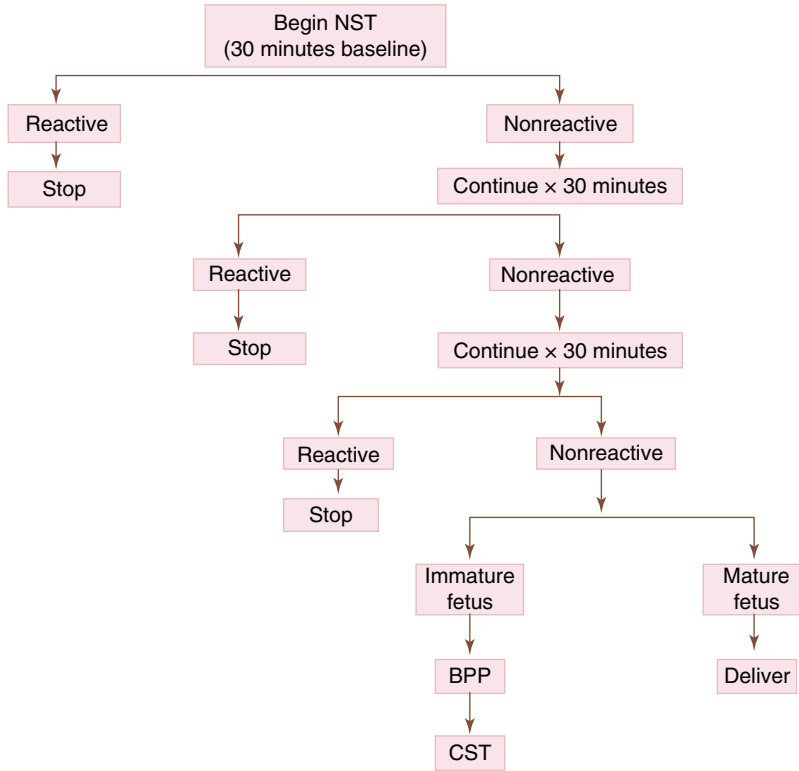 Begin NST
(30 minutes baseline)
Reactive
Nonreactive
Stop
Continue × 30 minutes
Reactive
Nonreactive
Stop
Continue × 30 minutes
Reactive
Nonreactive
Stop
Immature
fetus
Mature
fetus
BPP
Deliver
CST